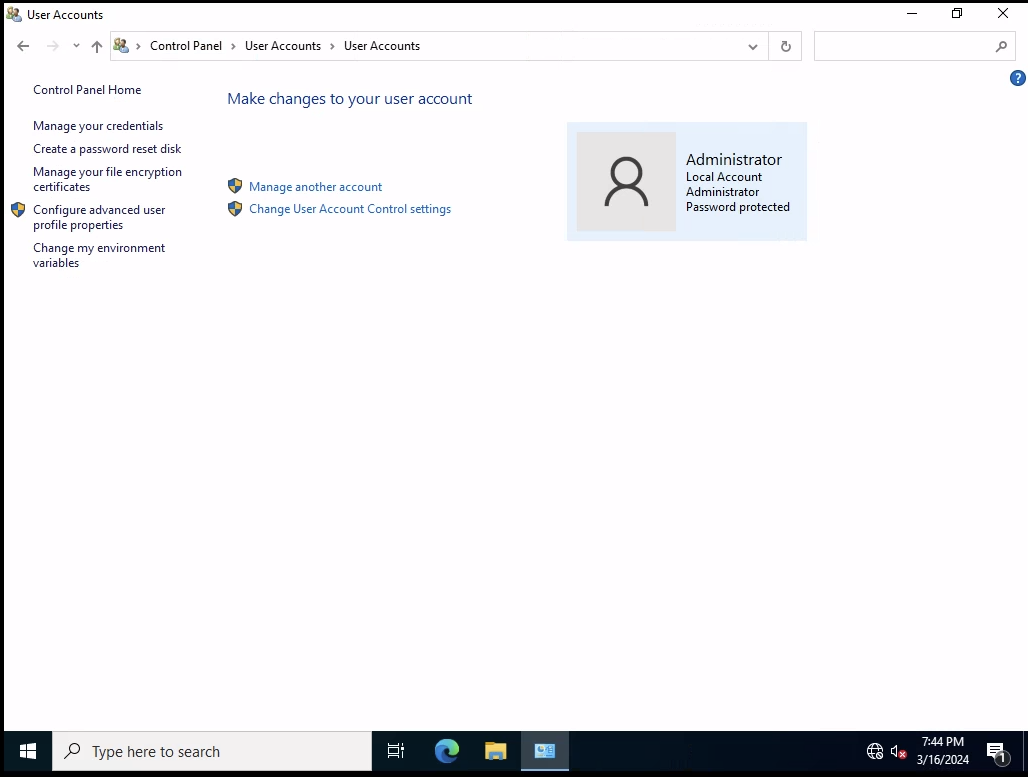 User Accounts
Control Panel > User Accounts > User Accounts
Control Panel Home
Make changes to your user account
Manage your credentials
Create a password reset disk
Manage your file encryption
certificates
Configure advanced user
profile properties
Change my environment
variables
Manage another account
Change User Account Control settings
Administrator
Local Account
Administrator
Password protected
?
Type here to search
7:44 PM
3/16/2024
1